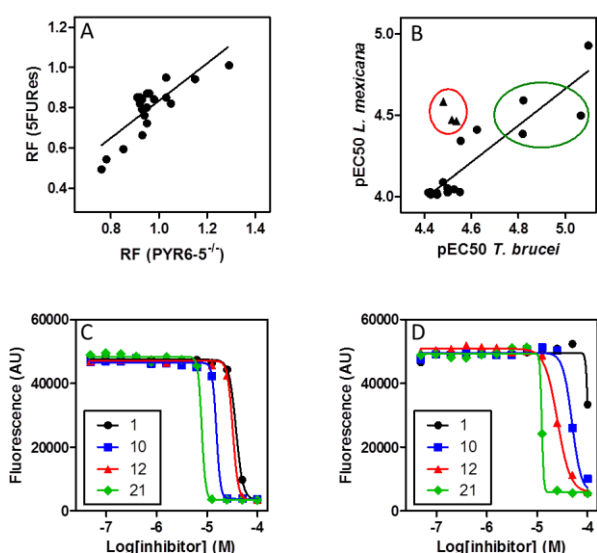 A
RF (5FURes)
1.2
1.0
0.8
0.6
0.4
0.8 1.0 1.2 1.4
RF (PYR6-5-/-)
B
pEC50 L. mexicana
5.0
4.5
4.0
4.4 4.6 4.8 5.0
pEC50 T. brucei
C
Fluorescence (AU)
60000
40000
20000
0
1
10
12
21
-7 -6 -5 -4
Log[inhibitor] (M)
D
Fluorescence (AU)
60000
40000
20000
0
1
10
12
21
-7 -6 -5 -4
Log[inhibitor] (M)